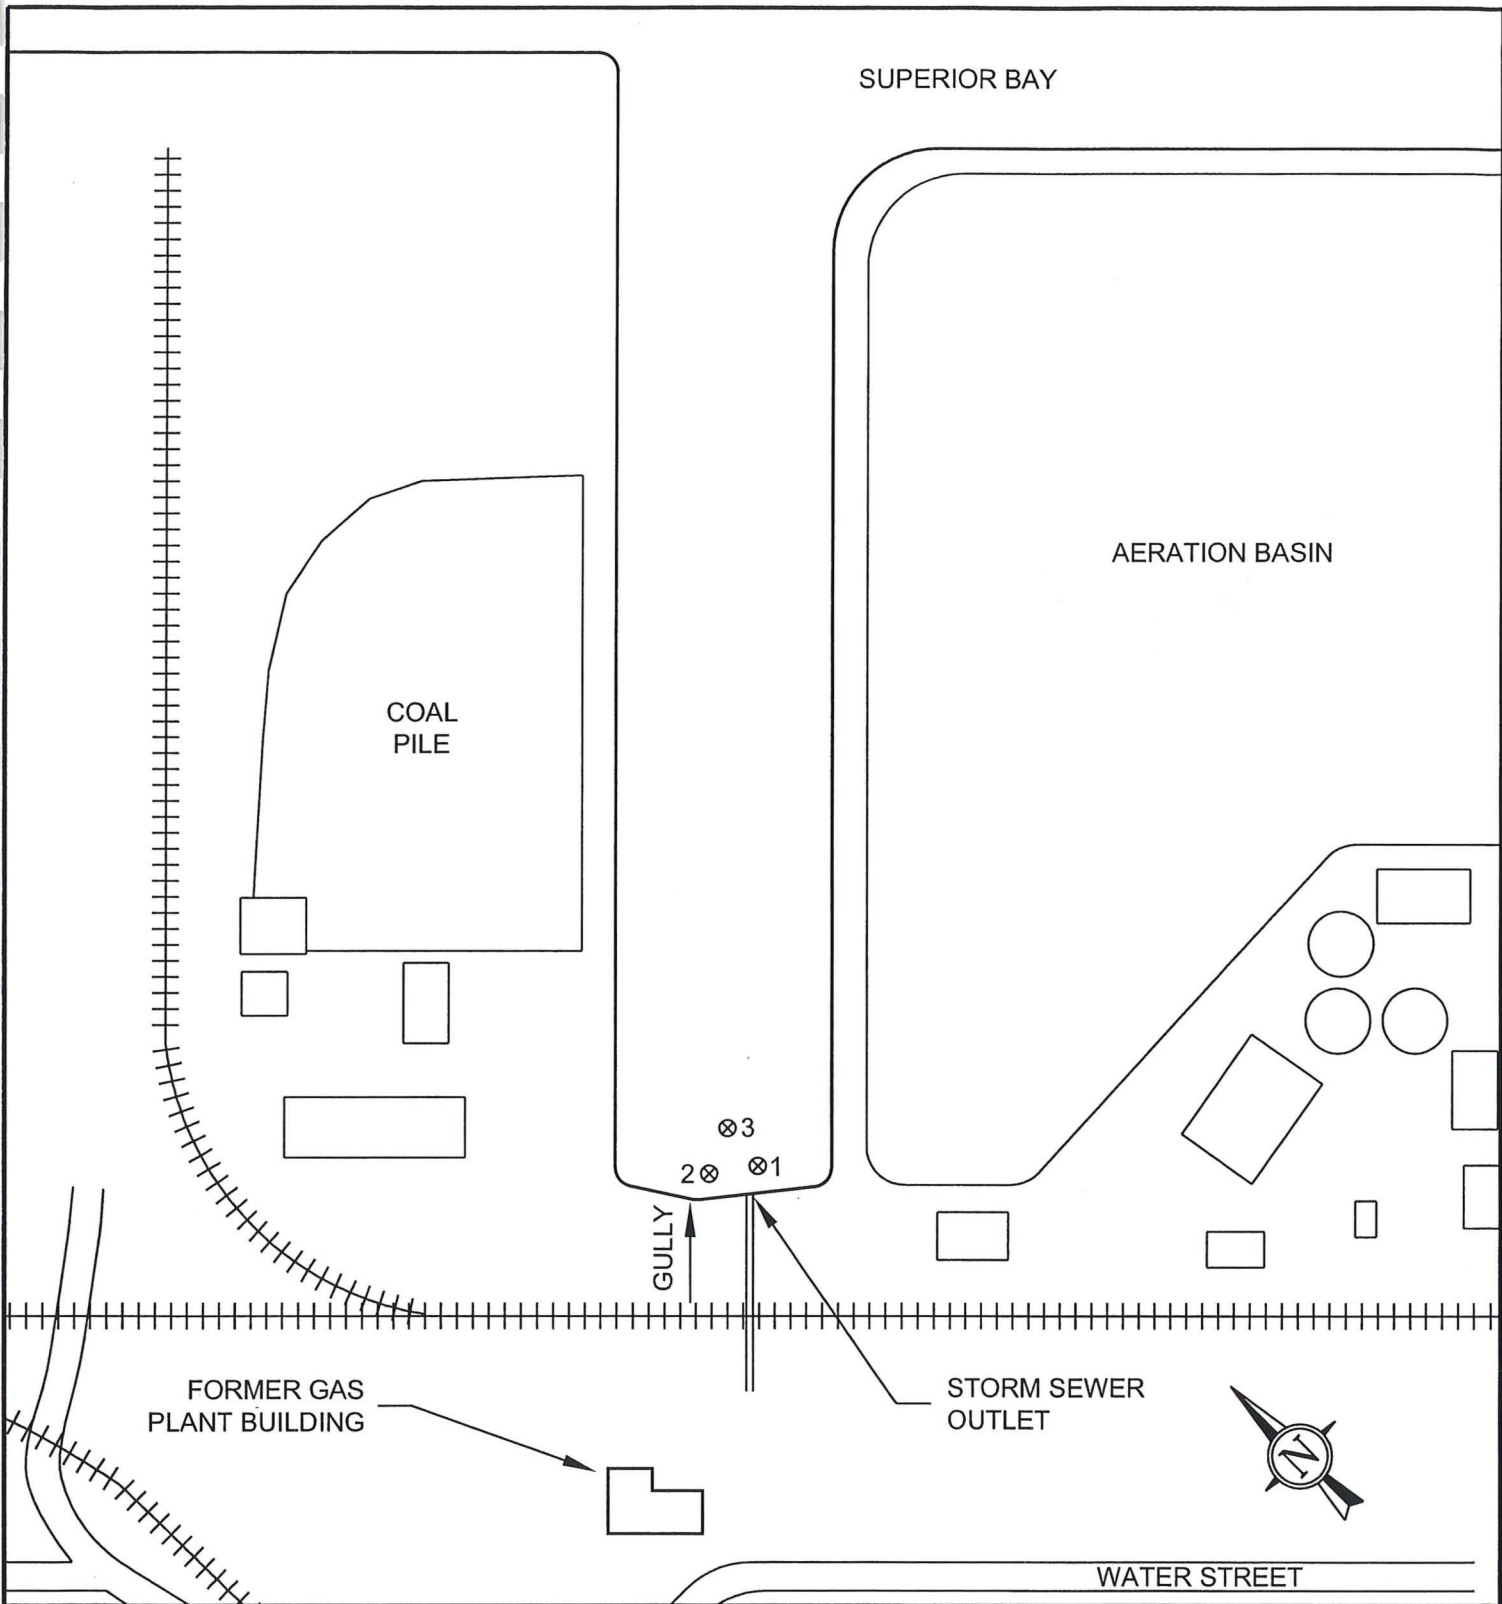 SUPERIOR BAY
AERATION BASIN
COAL
PILE
3
2
1
GULLY
FORMER GAS
PLANT BUILDING
STORM SEWER
OUTLET
N
WATER STREET